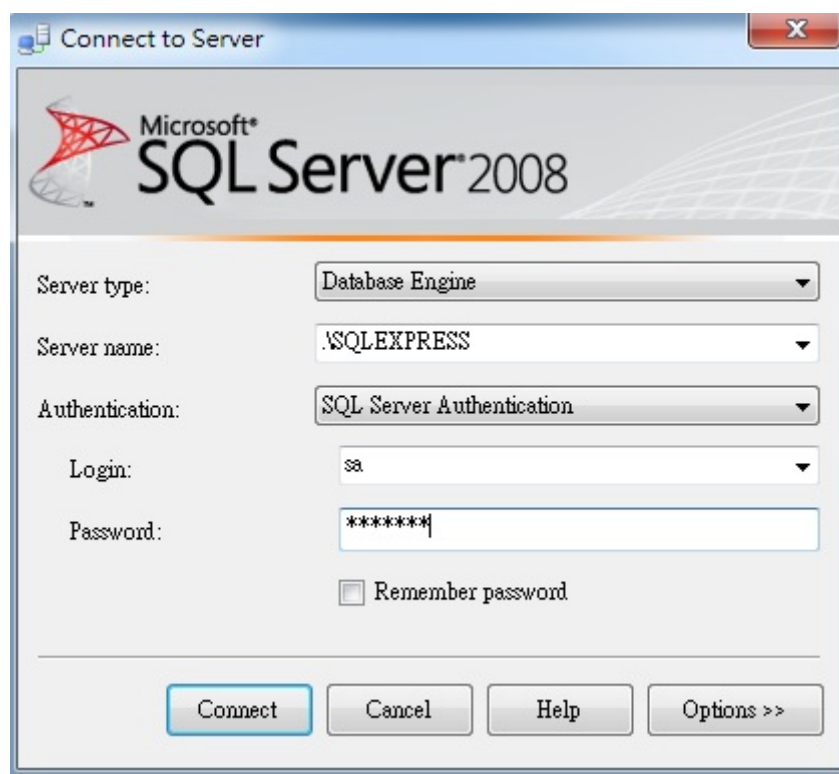 Connect to Server
X
Microsoft®
SQL Server® 2008
Server type: Database Engine
Server name: .\SQLEXPRESS
Authentication: SQL Server Authentication
Login: sa
Password: *******
Remember password
Connect Cancel Help Options >>